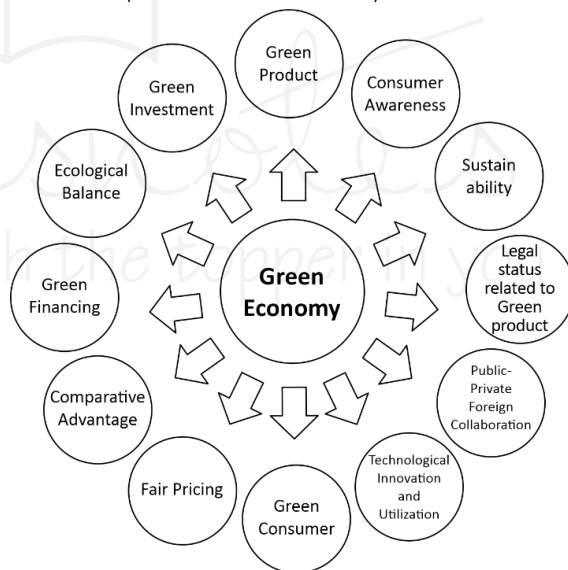 Green
Product
Consumer
Awareness
Sustain
ability
Legal
status
related to
Green
product
Public-
Private
Foreign
Collaboration
Technological
Innovation
and
Utilization
Green
Consumer
Fair Pricing
Comparative
Advantage
Green
Financing
Ecological
Balance
Green
Investment
Green
Economy